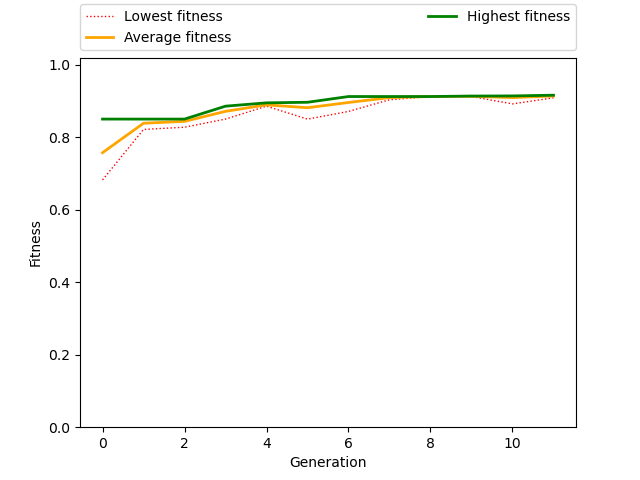 Lowest fitness
Average fitness
Highest fitness
1.0
0.8
0.6
0.4
0.2
0.0
Fitness
0 2 4 6 8 10
Generation